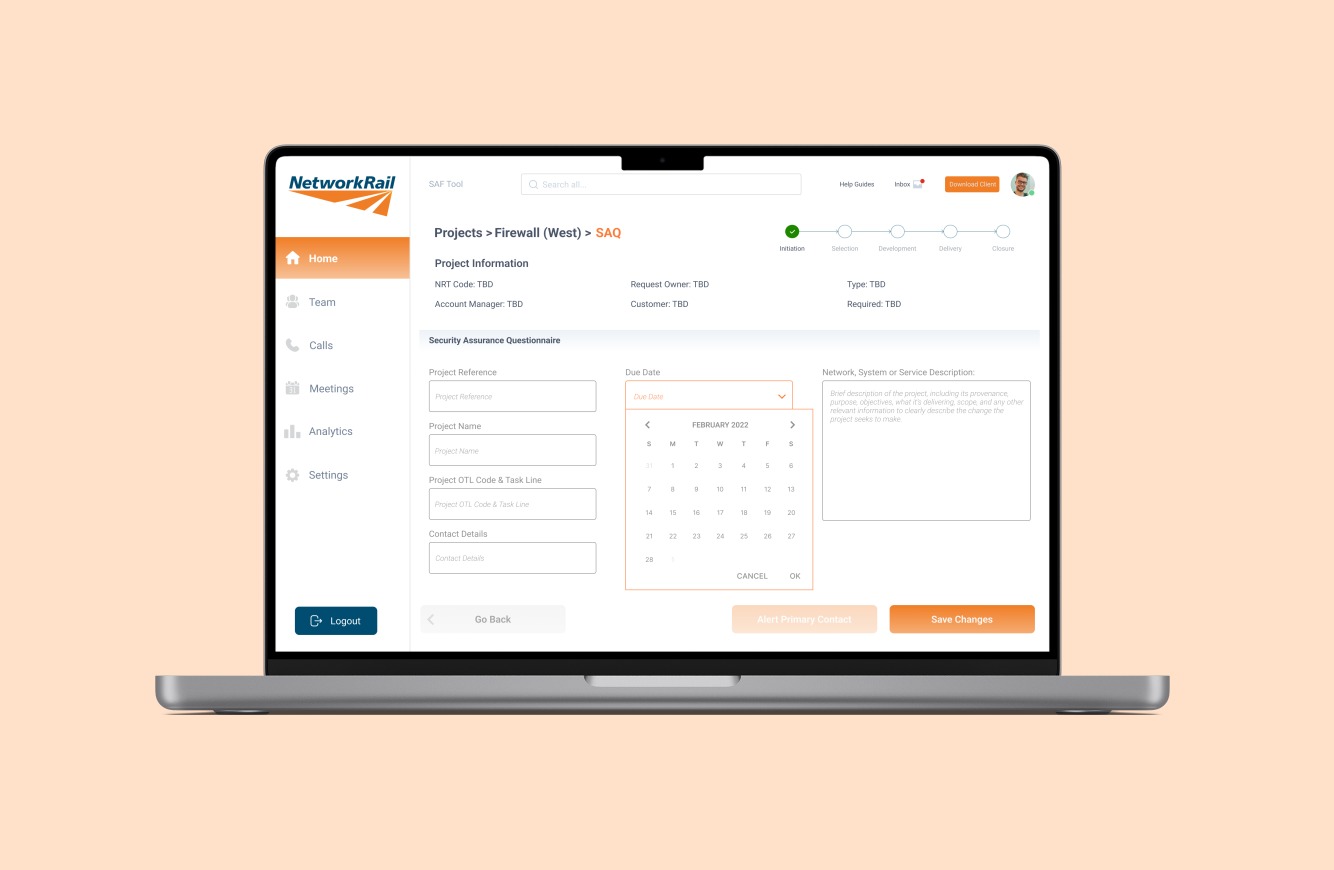 NetworkRail
SAF Tool
Search all...
Help Guides
Inbox
Download Client
Home
Team
Calls
Meetings
31
Analytics
Settings
Logout
Projects > Firewall (West) > SAQ
Initiation
Selection
Development
Delivery
Closure
Project Information
NRT Code: TBD
Request Owner: TBD
Type: TBD
Account Manager: TBD
Customer: TBD
Required: TBD
Security Assurance Questionnaire
Project Reference
Project Reference
Project Name
Project Name
Project OTL Code & Task Line
Project OTL Code & Task Line
Contact Details
Contact Details
Due Date
Due Date
FEBRUARY 2022
S M T W T F S
31 1 2 3 4 5 6
7 8 9 10 11 12 13
14 15 16 17 18 19 20
21 22 23 24 25 26 27
28 1
CANCEL OK
Network, System or Service Description:
Brief description of the project, including its provenance,
purpose, objectives, what it's delivering, scope, and any other
relevant information to clearly describe the change the
project seeks to make.
Go Back
Alert Primary Contact
Save Changes